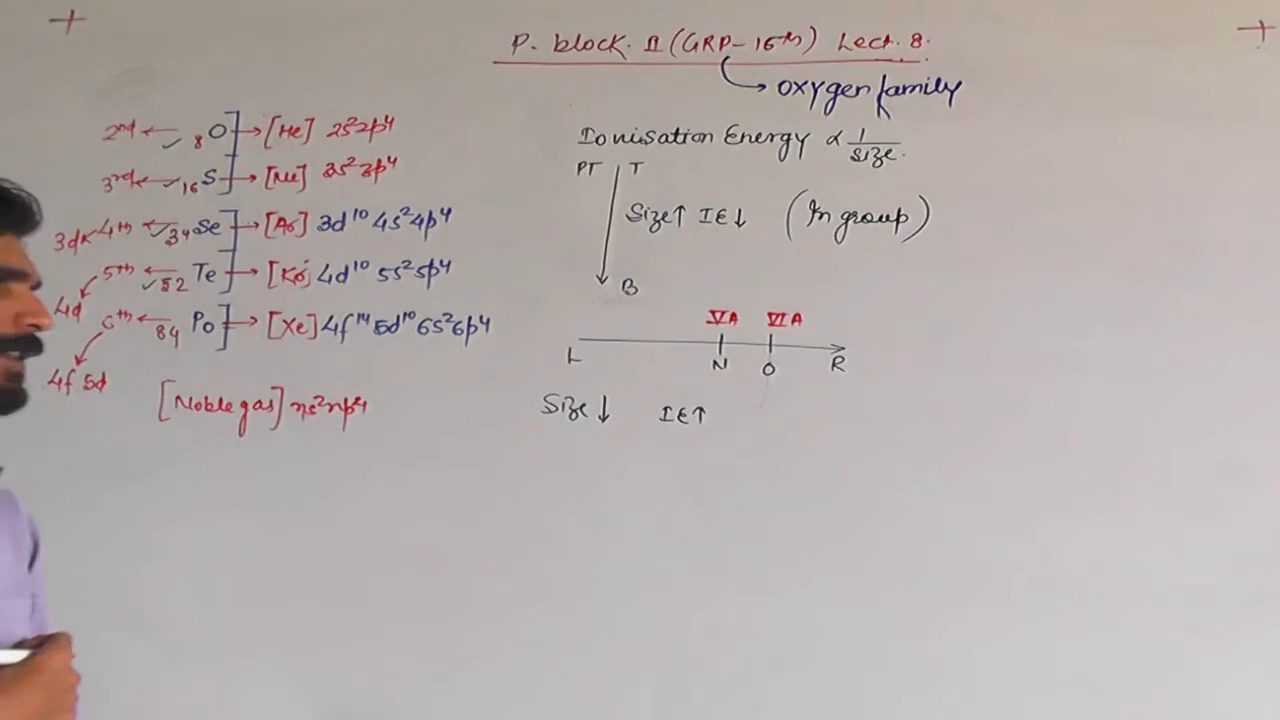 P. block. II (GRP-16th) Lect. 8.
oxygen family
2nd ← 8O] → [He] 2s²2p⁴
3rd ← 16S] → [Ne] 3s²3p⁴
3d 4th ← 34Se] → [Ar] 3d¹⁰ 4s²4p⁴
5th ← 52 Te] → [Kr] 4d¹⁰ 5s²5p⁴
4d
6th ← 84 Po] → [Xe] 4f¹⁴ 5d¹⁰ 6s²6p⁴
4f 5d
[Noble gas] ns²np⁴
Ionisation Energy ∝ 1/Size.
PT T
Size↑ IE↓ (In group)
B
VA VIA
L N O R
Size↓ IE↑